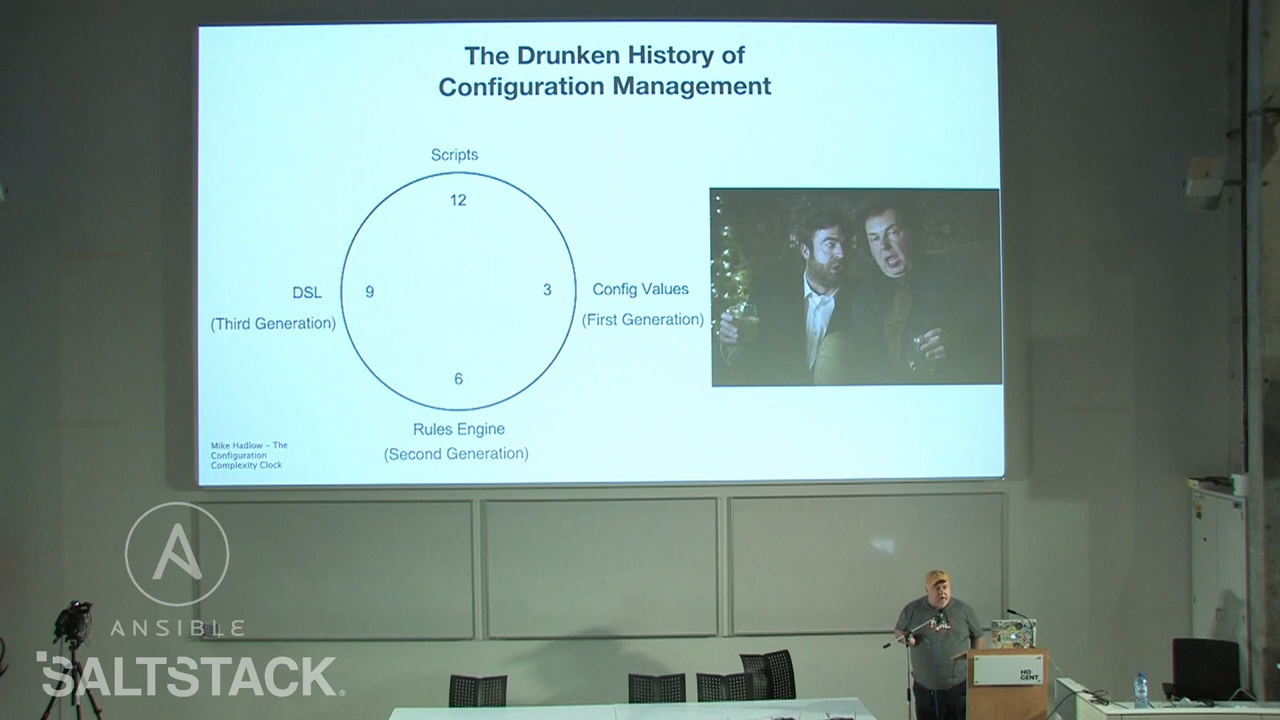 The Drunken History of
Configuration Management
Scripts
12
DSL
9
3
Config Values
(Third Generation)
(First Generation)
6
Rules Engine
(Second Generation)
Mike Hadlow – The
Configuration
Complexity Clock
ANSIBLE
SALTSTACK
HO
GENT